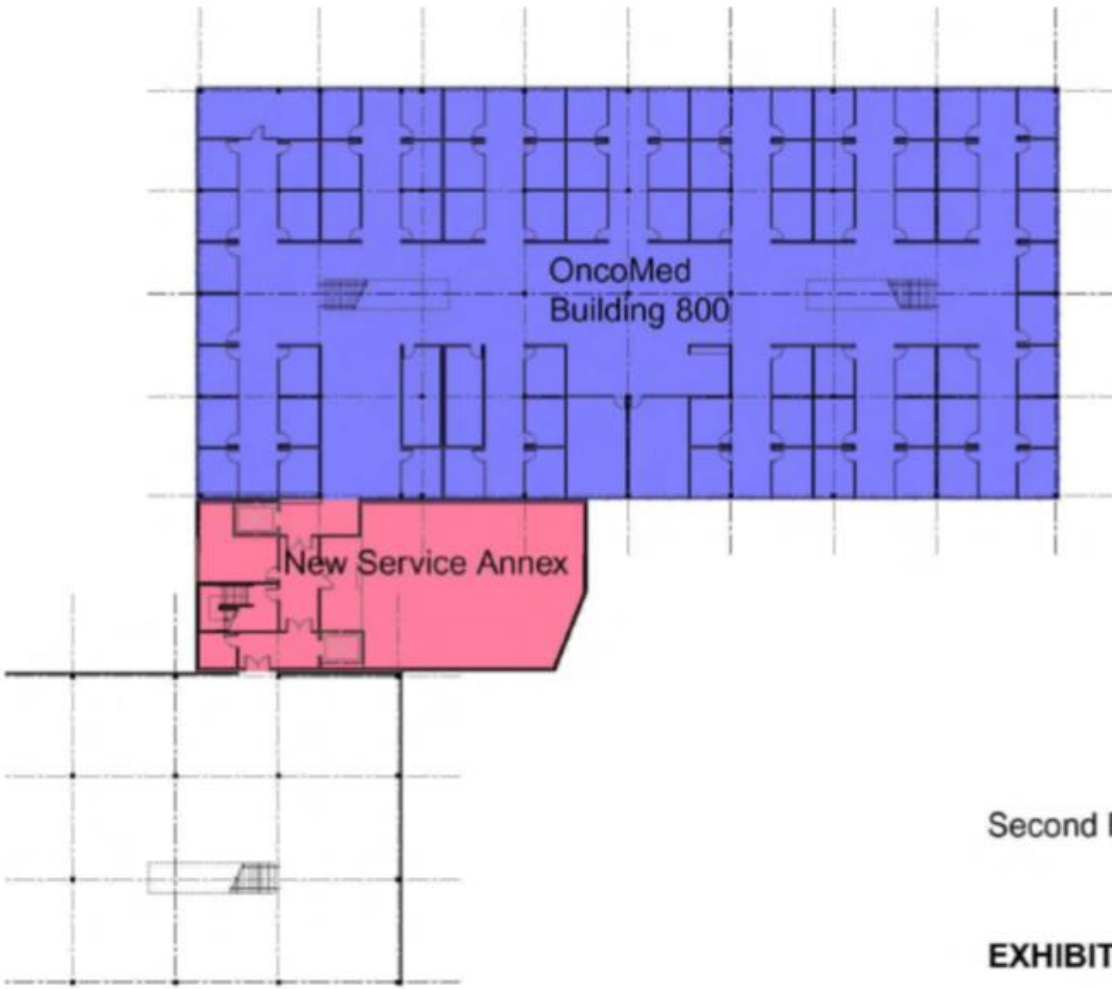 OncoMed
Building 800
New Service Annex
Second
EXHIBIT